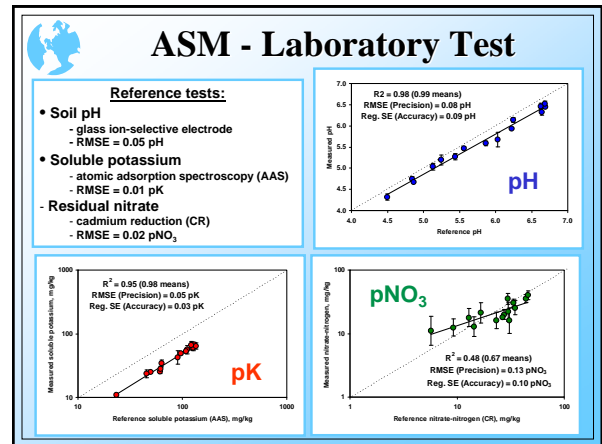 ASM - Laboratory Test
Reference tests:
• Soil pH
- glass ion-selective electrode
- RMSE = 0.05 pH
• Soluble potassium
- atomic adsorption spectroscopy (AAS)
- RMSE = 0.01 pK
- Residual nitrate
- cadmium reduction (CR)
- RMSE = 0.02 pNO₃
R2 = 0.98 (0.99 means)
RMSE (Precision) = 0.08 pH
Reg. SE (Accuracy) = 0.09 pH
Measured pH
7.0
6.5
6.0
5.5
5.0
4.5
4.0
pH
4.0 4.5 5.0 5.5 6.0 6.5 7.0
Reference pH
R² = 0.95 (0.98 means)
RMSE (Precision) = 0.05 pK
Reg. SE (Accuracy) = 0.03 pK
Measured soluble potassium, mg/kg
1000
100
10
pK
10 100 1000
Reference soluble potassium (AAS), mg/kg
pNO₃
Measured nitrate-nitrogen, mg/kg
100
10
1
R² = 0.48 (0.67 means)
RMSE (Precision) = 0.13 pNO₃
Reg. SE (Accuracy) = 0.10 pNO₃
1 10 100
Reference nitrate-nitrogen (CR), mg/kg